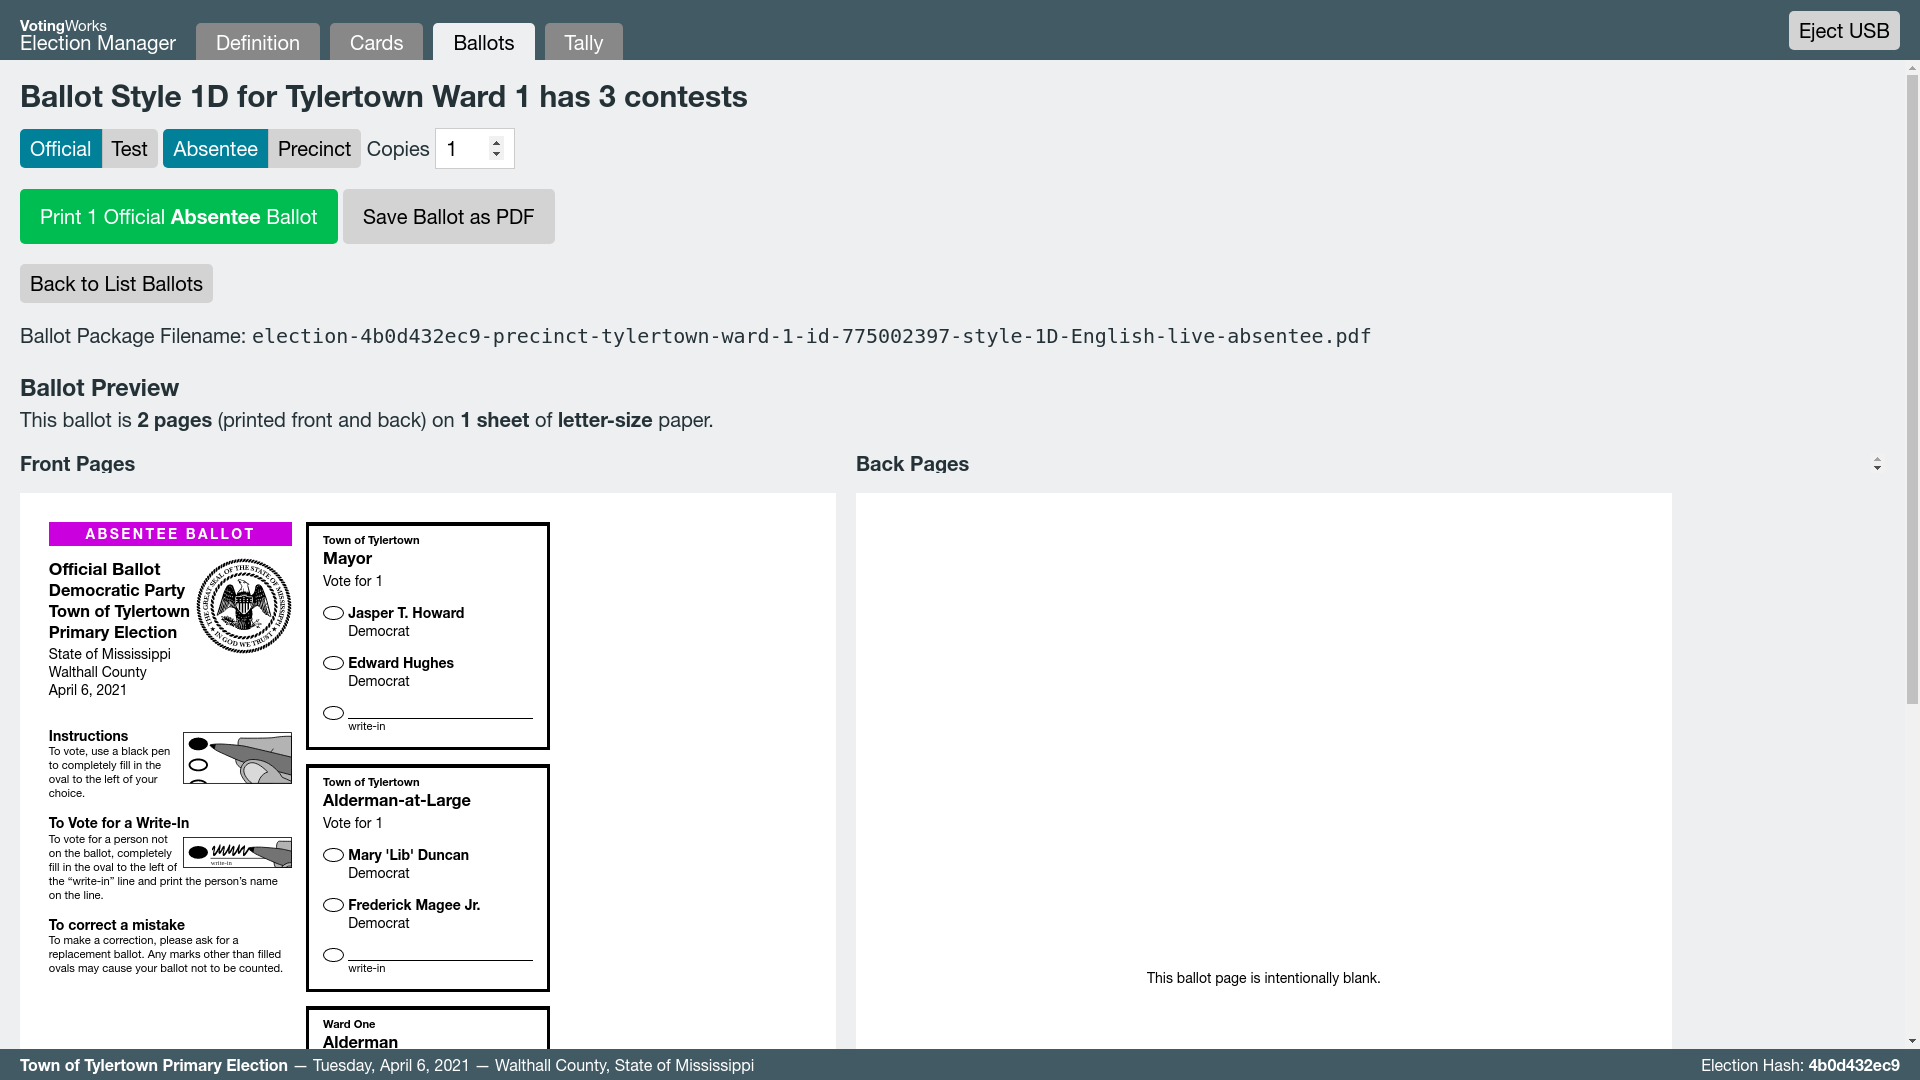 VotingWorks
Election Manager
Definition
Cards
Ballots
Tally
Eject USB
Ballot Style 1D for Tylertown Ward 1 has 3 contests
Official
Test
Absentee
Precinct
Copies
1
Print 1 Official Absentee Ballot
Save Ballot as PDF
Back to List Ballots
Ballot Package Filename: election-4b0d432ec9-precinct-tylertown-ward-1-id-775002397-style-1D-English-live-absentee.pdf
Ballot Preview
This ballot is 2 pages (printed front and back) on 1 sheet of letter-size paper.
Front Pages
Back Pages
ABSENTEE BALLOT
Official Ballot
Democratic Party
Town of Tylertown
Primary Election
State of Mississippi
Walthall County
April 6, 2021
THE GREAT SEAL OF THE STATE OF MISSISSIPPI
IN GOD WE TRUST
Instructions
To vote, use a black pen
to completely fill in the
oval to the left of your
choice.
To Vote for a Write-In
To vote for a person not
on the ballot, completely
fill in the oval to the left of
the “write-in” line and print the person’s name
on the line.
write-in
To correct a mistake
To make a correction, please ask for a
replacement ballot. Any marks other than filled
ovals may cause your ballot not to be counted.
Town of Tylertown
Mayor
Vote for 1
Jasper T. Howard
Democrat
Edward Hughes
Democrat
write-in
Town of Tylertown
Alderman-at-Large
Vote for 1
Mary 'Lib' Duncan
Democrat
Frederick Magee Jr.
Democrat
write-in
Ward One
Alderman
This ballot page is intentionally blank.
Town of Tylertown Primary Election — Tuesday, April 6, 2021 — Walthall County, State of Mississippi
Election Hash: 4b0d432ec9